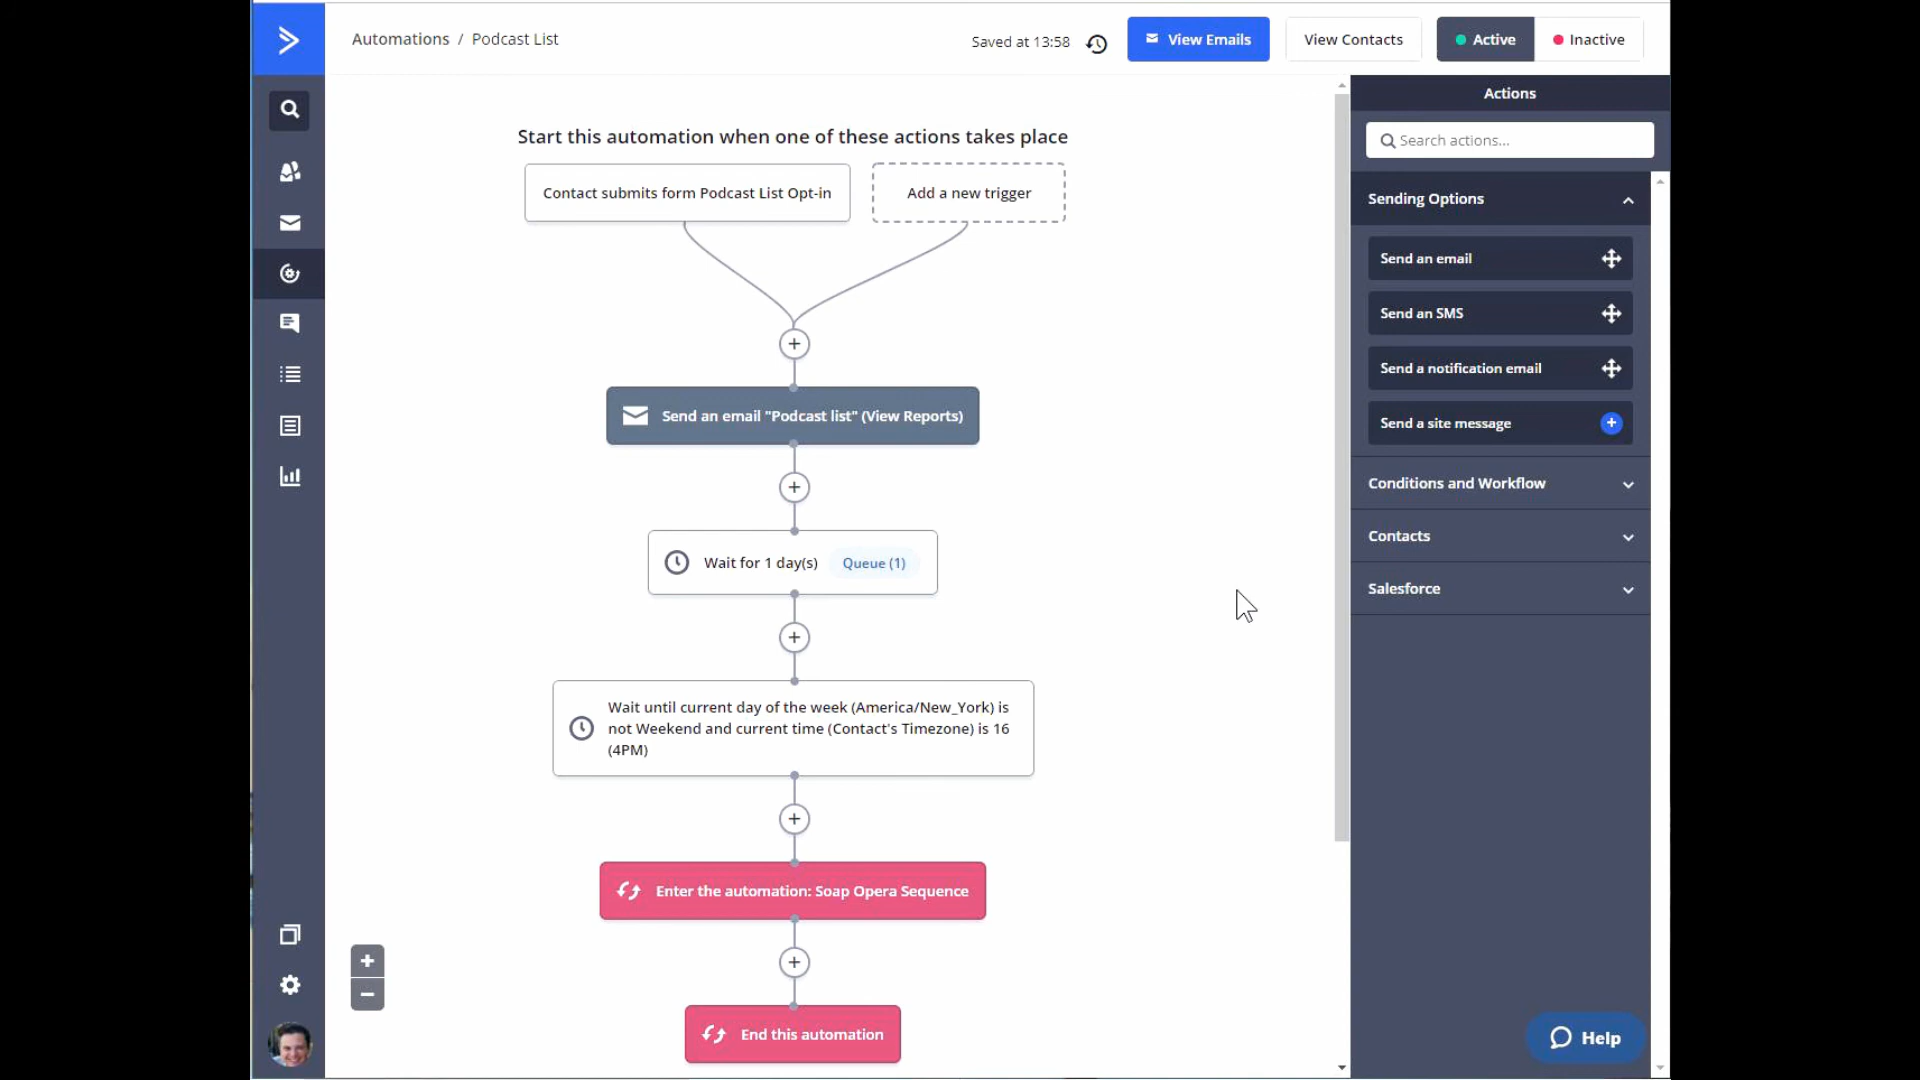 Automations / Podcast List
Saved at 13:58
View Emails
View Contacts
Active
Inactive
Start this automation when one of these actions takes place
Contact submits form Podcast List Opt-in
Add a new trigger
Send an email "Podcast list" (View Reports)
Wait for 1 day(s)
Queue (1)
Wait until current day of the week (America/New_York) is
not Weekend and current time (Contact's Timezone) is 16
(4PM)
Enter the automation: Soap Opera Sequence
End this automation
Actions
Search actions...
Sending Options
Send an email
Send an SMS
Send a notification email
Send a site message
Conditions and Workflow
Contacts
Salesforce
Help